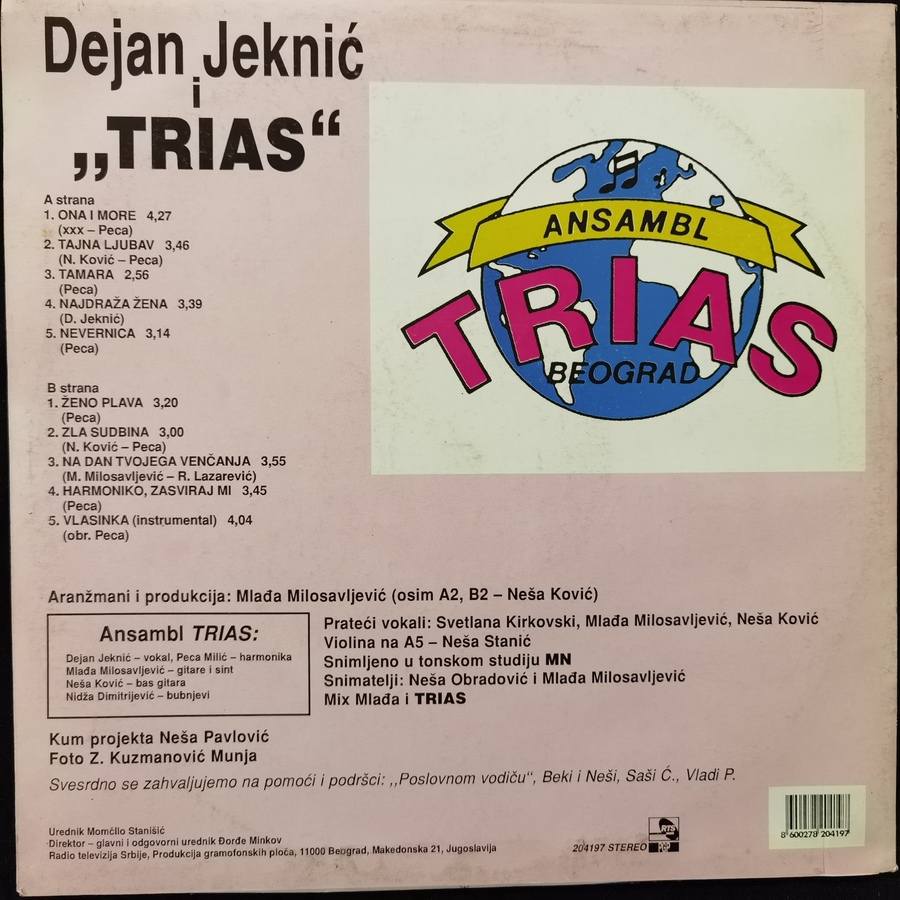 Dejan Jeknić
i
„TRIAS“
A strana
1. ONA I MORE 4,27
(xxx – Peca)
2. TAJNA LJUBAV 3,46
(N. Ković – Peca)
3. TAMARA 2,56
(Peca)
4. NAJDRAŽA ŽENA 3,39
(D. Jeknić)
5. NEVERNICA 3,14
(Peca)
B strana
1. ŽENO PLAVA 3,20
(Peca)
2. ZLA SUDBINA 3,00
(N. Ković – Peca)
3. NA DAN TVOJEGA VENČANJA 3,55
(M. Milosavljević – R. Lazarević)
4. HARMONIKO, ZASVIRAJ MI 3,45
(Peca)
5. VLASINKA (instrumental) 4,04
(obr. Peca)
ANSAMBL
TRIAS
BEOGRAD
Aranžmani i produkcija: Mlađa Milosavljević (osim A2, B2 – Neša Ković)
Ansambl TRIAS:
Dejan Jeknić – vokal, Peca Milić – harmonika
Mlađa Milosavljević – gitare i sint
Neša Ković – bas gitara
Nidža Dimitrijević – bubnjevi
Prateći vokali: Svetlana Kirkovski, Mlađa Milosavljević, Neša Ković
Violina na A5 – Neša Stanić
Snimljeno u tonskom studiju MN
Snimatelji: Neša Obradović i Mlađa Milosavljević
Mix Mlađa i TRIAS
Kum projekta Neša Pavlović
Foto Z. Kuzmanović Munja
Svesrdno se zahvaljujemo na pomoći i podršci: ,,Poslovnom vodiču“, Beki i Neši, Saši Ć., Vladi P.
Urednik Momčilo Stanišić
Direktor – glavni i odgovorni urednik Đorđe Minkov
Radio televizija Srbije, Produkcija gramofonskih ploča, 11000 Beograd, Makedonska 21, Jugoslavija
204197 STEREO
RTS
PGP
8 600278 204197